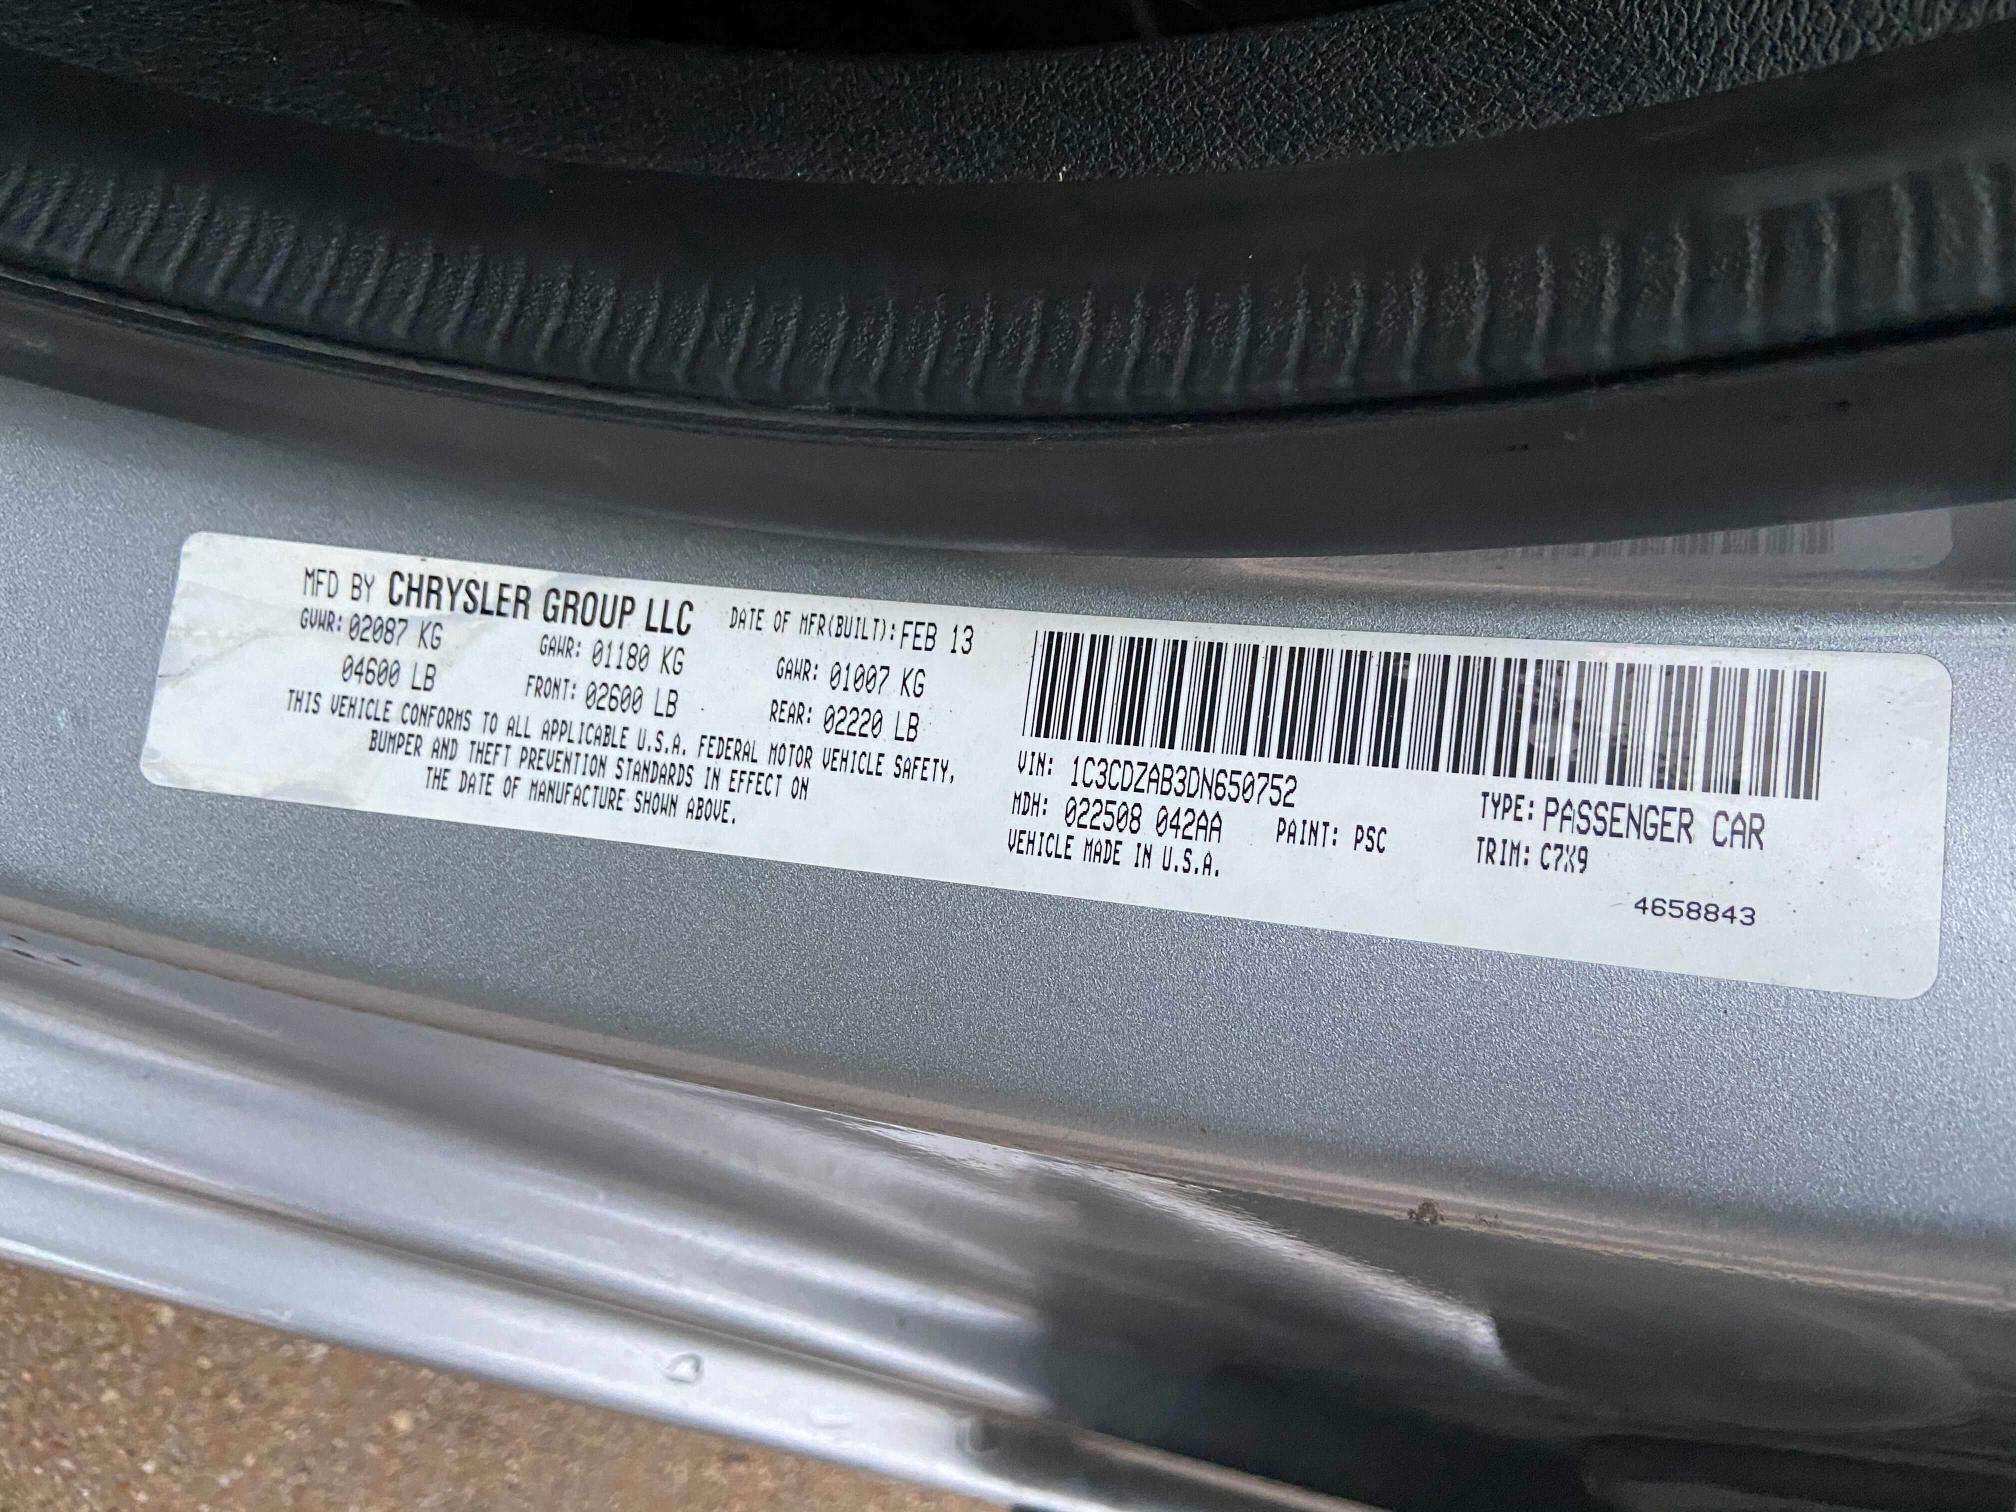 MFD BY CHRYSLER GROUP LLC DATE OF MFR(BUILT): FEB 13
GVWR: 02087 KG GAWR: 01180 KG GAWR: 01007 KG
04600 LB FRONT: 02600 LB REAR: 02220 LB
THIS VEHICLE CONFORMS TO ALL APPLICABLE U.S.A. FEDERAL MOTOR VEHICLE SAFETY,
BUMPER AND THEFT PREVENTION STANDARDS IN EFFECT ON
THE DATE OF MANUFACTURE SHOWN ABOVE.
VIN: 1C3CDZAB3DN650752 TYPE: PASSENGER CAR
MDH: 022508 042AA PAINT: PSC TRIM: C7X9
VEHICLE MADE IN U.S.A.
4658843